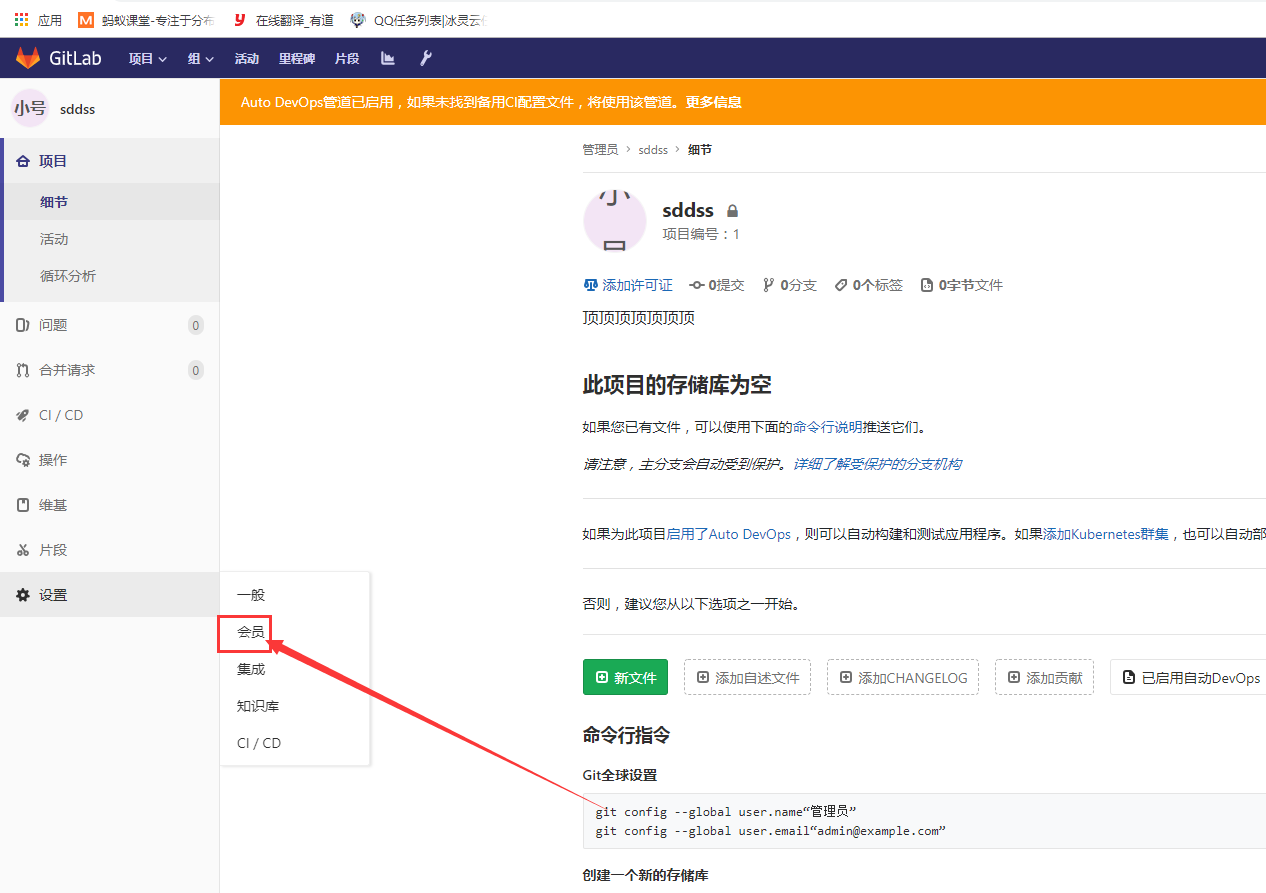 应用 蚂蚁课堂-专注于分布 在线翻译_有道 QQ任务列表|冰灵云
GitLab 项目 组 活动 里程碑 片段
小号 sddss
项目
细节
活动
循环分析
问题 0
合并请求 0
CI / CD
操作
维基
片段
设置
一般
会员
集成
知识库
CI / CD
Auto DevOps管道已启用，如果未找到备用CI配置文件，将使用该管道。更多信息
管理员 › sddss › 细节
sddss
项目编号：1
添加许可证 0提交 0分支 0个标签 0字节文件
顶顶顶顶顶顶顶
此项目的存储库为空
如果您已有文件，可以使用下面的命令行说明推送它们。
请注意，主分支会自动受到保护。详细了解受保护的分支机构
如果为此项目启用了Auto DevOps，则可以自动构建和测试应用程序。如果添加Kubernetes群集，也可以自动部
否则，建议您从以下选项之一开始。
新文件 添加自述文件 添加CHANGELOG 添加贡献 已启用自动DevOps
命令行指令
Git全球设置
git config --global user.name“管理员”
git config --global user.email“admin@example.com”
创建一个新的存储库